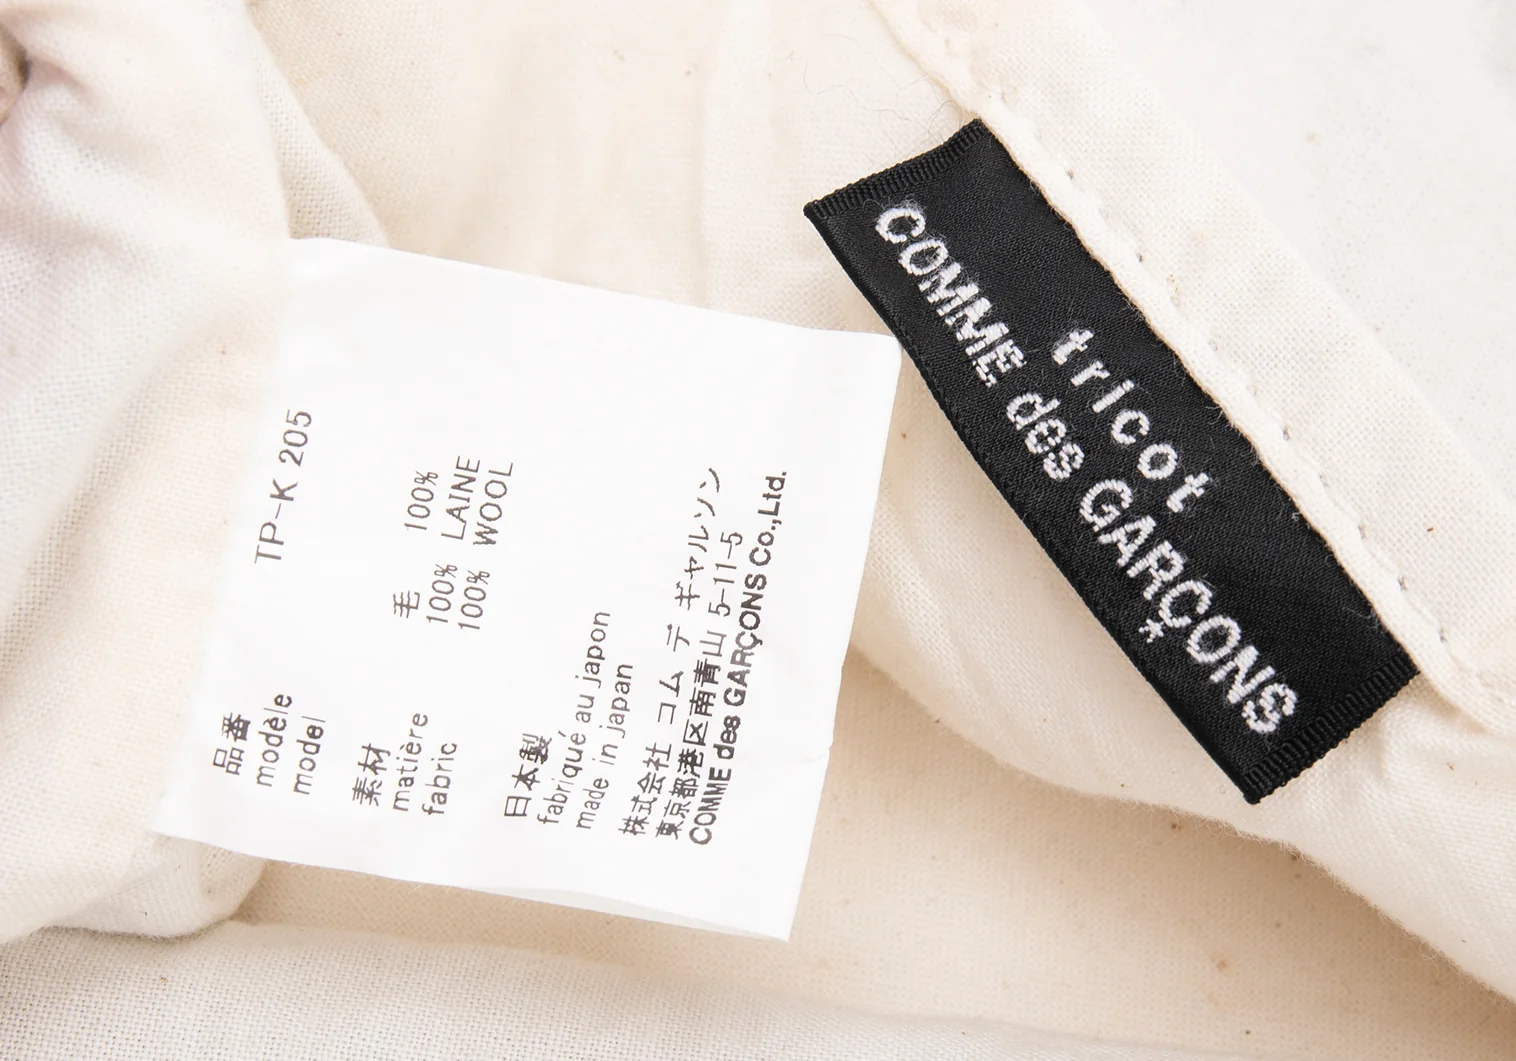 品番 TP-K 205
modèle
model
素材 毛 100%
matière 100% LAINE
fabric 100% WOOL
日本製
fabriqué au japon
made in japan
株式会社 コム デ ギャルソン
東京都港区南青山 5-11-5
COMME des GARÇONS Co.,Ltd.
tricot
COMME des GARÇONS